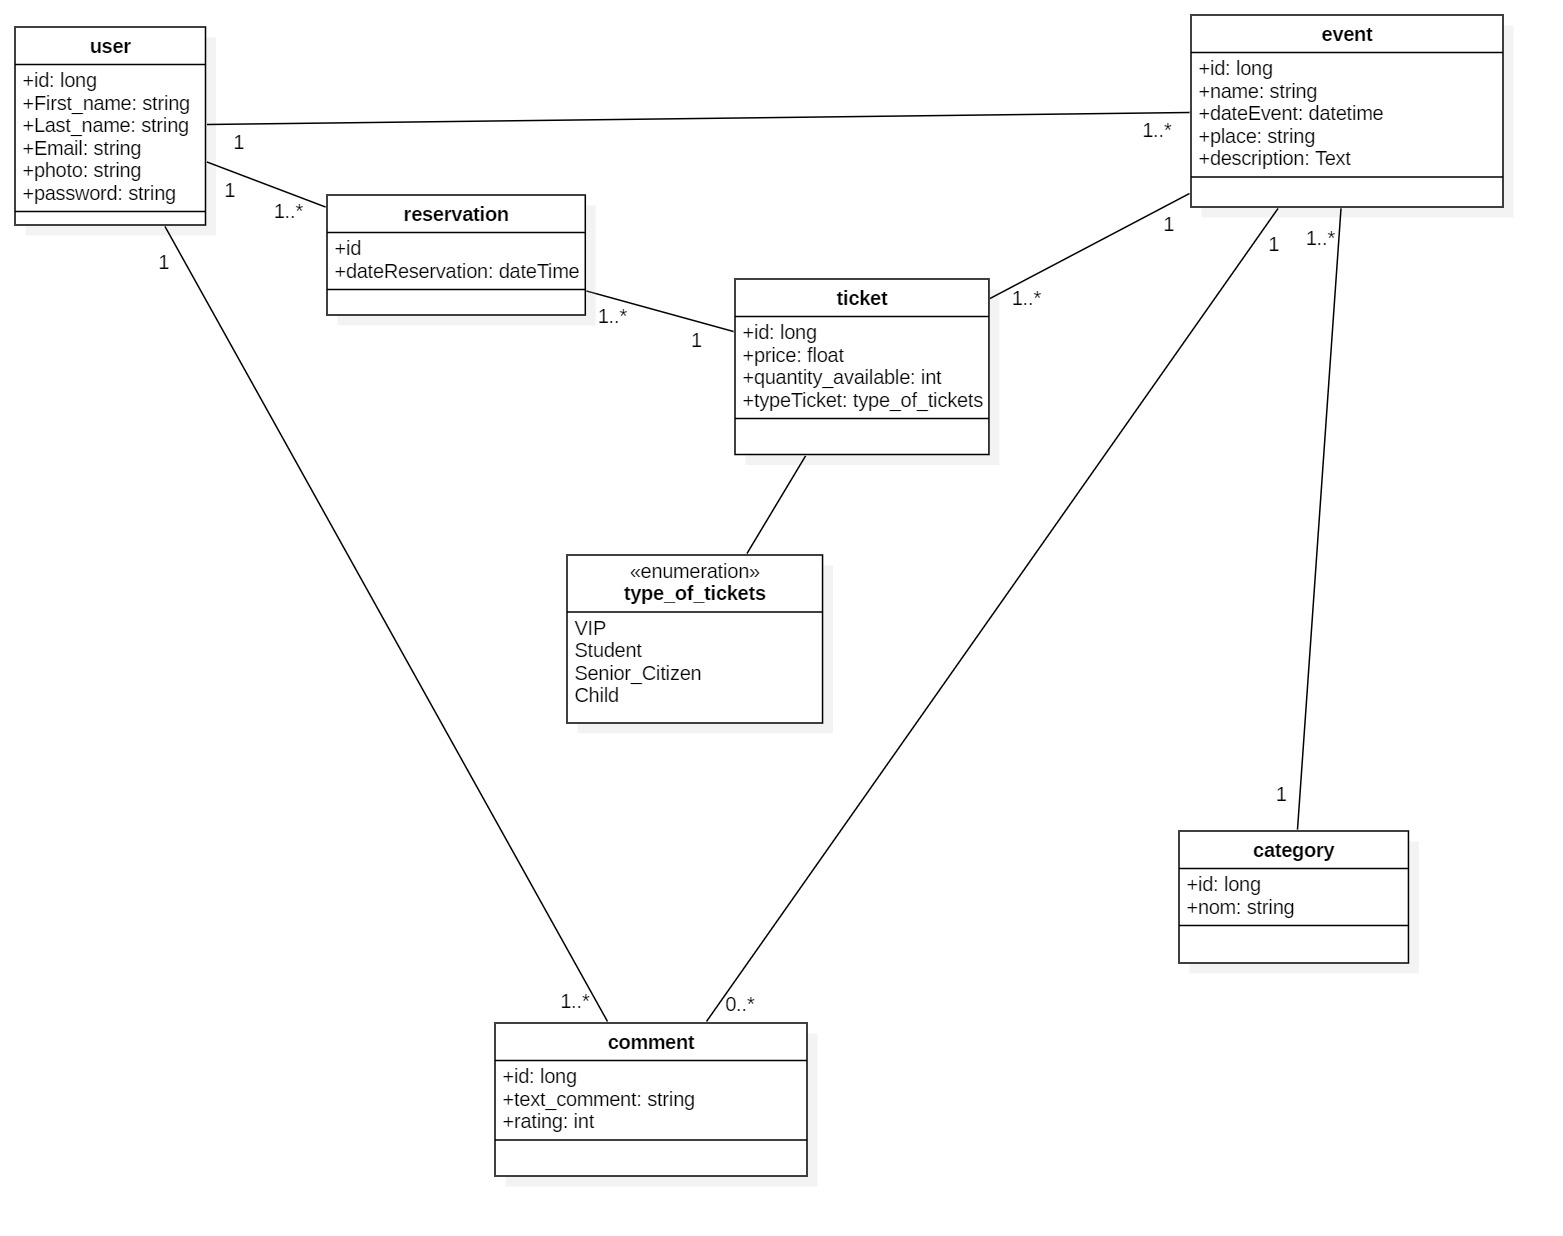 user
+id: long
+First_name: string
+Last_name: string
+Email: string
+photo: string
+password: string
event
+id: long
+name: string
+dateEvent: datetime
+place: string
+description: Text
1
1..*
1
1..*
reservation
+id
+dateReservation: dateTime
1..*
1
ticket
+id: long
+price: float
+quantity_available: int
+typeTicket: type_of_tickets
1
1..*
1
1..*
1
«enumeration»
type_of_tickets
VIP
Student
Senior_Citizen
Child
1
category
+id: long
+nom: string
1..*
0..*
comment
+id: long
+text_comment: string
+rating: int